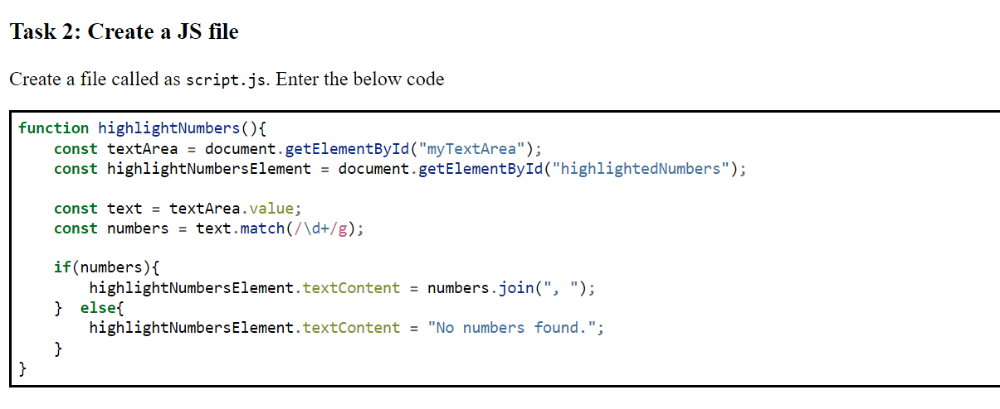 Task 2: Create a JS file
Create a file called as script.js. Enter the below code
function highlightNumbers(){
    const textArea = document.getElementById("myTextArea");
    const highlightNumbersElement = document.getElementById("highlightedNumbers");

    const text = textArea.value;
    const numbers = text.match(/\d+/g);

    if(numbers){
        highlightNumbersElement.textContent = numbers.join(", ");
    }  else{
        highlightNumbersElement.textContent = "No numbers found.";
    }
}